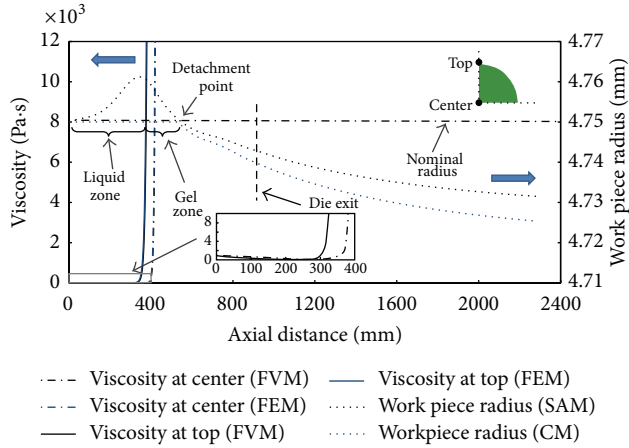 ×10³
12
10
8
6
4
2
0
Viscosity (Pa·s)
4.77
4.76
4.75
4.74
4.73
4.72
4.71
Work piece radius (mm)
Detachment
point
Top
Center
Liquid
zone
Gel
zone
Nominal
radius
Die exit
8
4
0
0 100 200 300 400
0 400 800 1200 1600 2000 2400
Axial distance (mm)
Viscosity at center (FVM)
Viscosity at center (FEM)
Viscosity at top (FVM)
Viscosity at top (FEM)
Work piece radius (SAM)
Workpiece radius (CM)